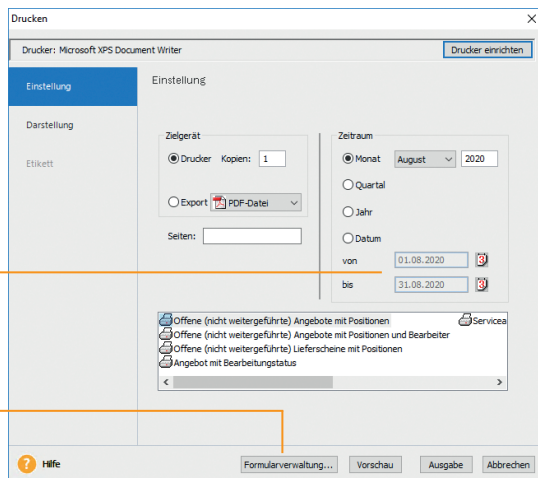 Drucken
Drucker: Microsoft XPS Document Writer
Drucker einrichten
Einstellung
Darstellung
Etikett
Einstellung
Zielgerät
Drucker Kopien: 1
Export PDF-Datei
Seiten:
Zeitraum
Monat August 2020
Quartal
Jahr
Datum
von 01.08.2020
bis 31.08.2020
Offene (nicht weitergeführte) Angebote mit Positionen
Offene (nicht weitergeführte) Angebote mit Positionen und Bearbeiter
Offene (nicht weitergeführte) Lieferscheine mit Positionen
Angebot mit Bearbeitungstatus
Servicea
Hilfe
Formularverwaltung...
Vorschau
Ausgabe
Abbrechen